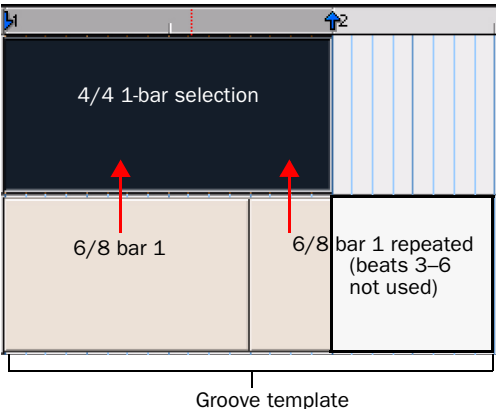 1
2
4/4 1-bar selection
6/8 bar 1
6/8 bar 1 repeated
(beats 3–6
not used)
Groove template